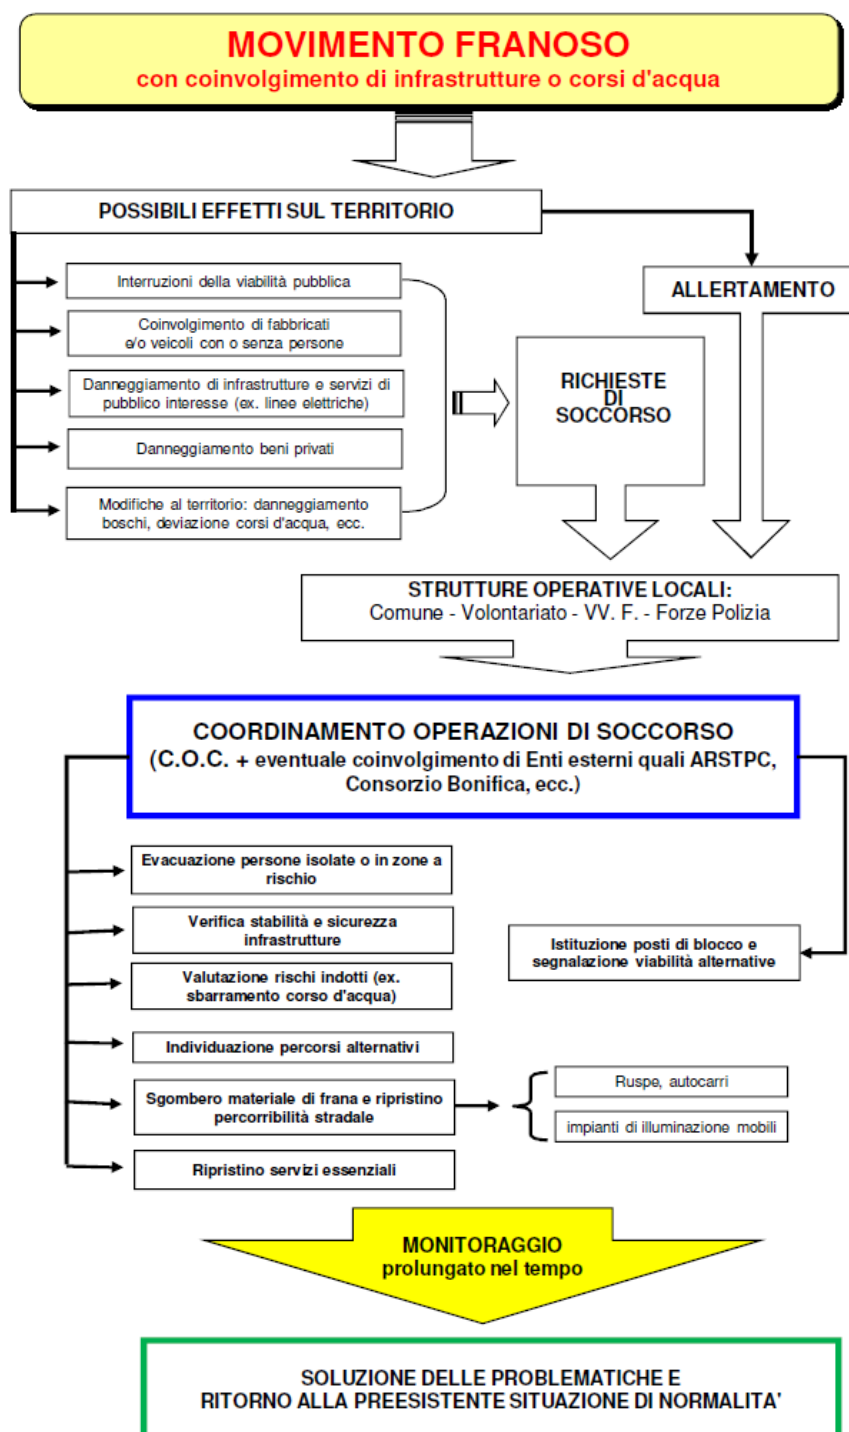 MOVIMENTO FRANOSO
con coinvolgimento di infrastrutture o corsi d'acqua
POSSIBILI EFFETTI SUL TERRITORIO
Interruzioni della viabilità pubblica
Coinvolgimento di fabbricati
e/o veicoli con o senza persone
Danneggiamento di infrastrutture e servizi di
pubblico interesse (ex. linee elettriche)
Danneggiamento beni privati
Modifiche al territorio: danneggiamento
boschi, deviazione corsi d'acqua, ecc.
ALLERTAMENTO
RICHIESTE
DI
SOCCORSO
STRUTTURE OPERATIVE LOCALI:
Comune - Volontariato - VV. F. - Forze Polizia
COORDINAMENTO OPERAZIONI DI SOCCORSO
(C.O.C. + eventuale coinvolgimento di Enti esterni quali ARSTPC,
Consorzio Bonifica, ecc.)
Evacuazione persone isolate o in zone a
rischio
Verifica stabilità e sicurezza
infrastrutture
Valutazione rischi indotti (ex.
sbarramento corso d'acqua)
Individuazione percorsi alternativi
Sgombero materiale di frana e ripristino
percorribilità stradale
Ripristino servizi essenziali
Istituzione posti di blocco e
segnalazione viabilità alternative
Ruspe, autocarri
impianti di illuminazione mobili
MONITORAGGIO
prolungato nel tempo
SOLUZIONE DELLE PROBLEMATICHE E
RITORNO ALLA PREESISTENTE SITUAZIONE DI NORMALITA'